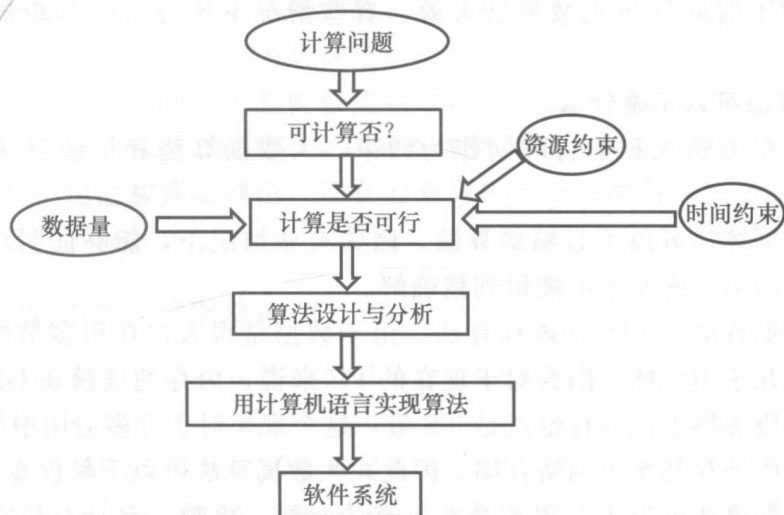 计算问题
可计算否？
资源约束
数据量
计算是否可行
时间约束
算法设计与分析
用计算机语言实现算法
软件系统